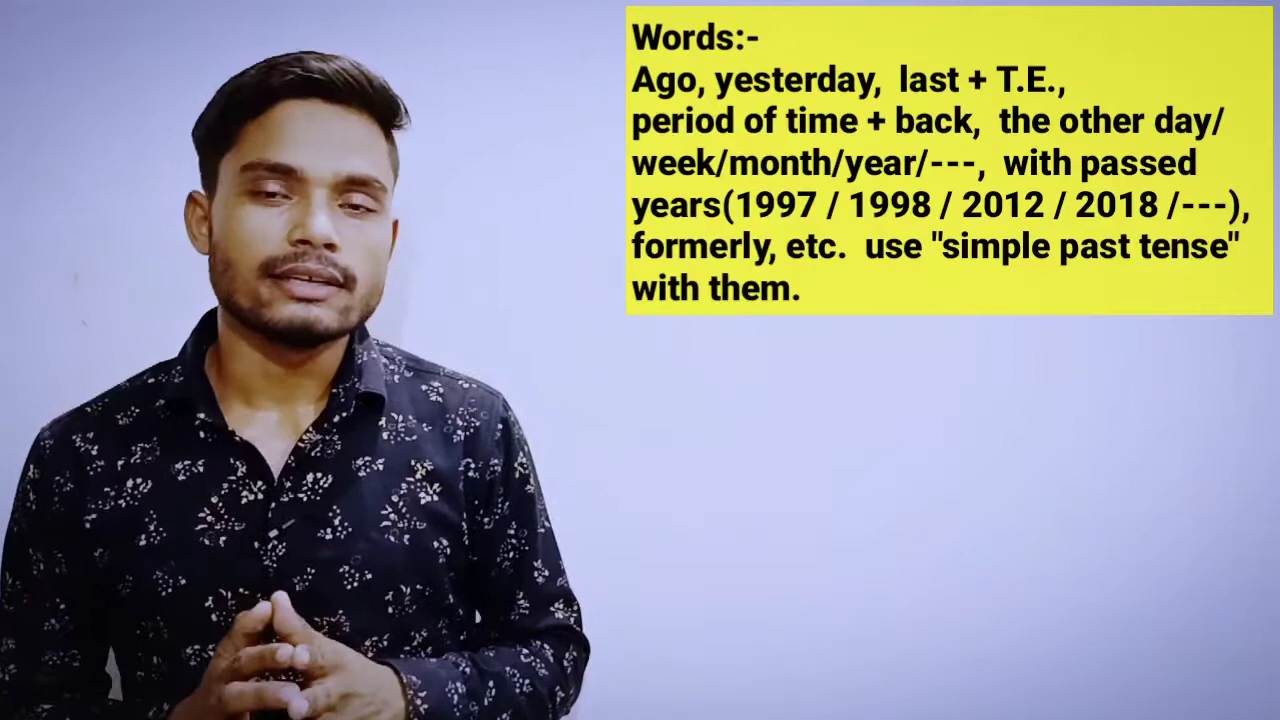 Words:-
Ago, yesterday, last + T.E.,
period of time + back, the other day/
week/month/year/---, with passed
years(1997 / 1998 / 2012 / 2018 /---),
formerly, etc. use "simple past tense"
with them.